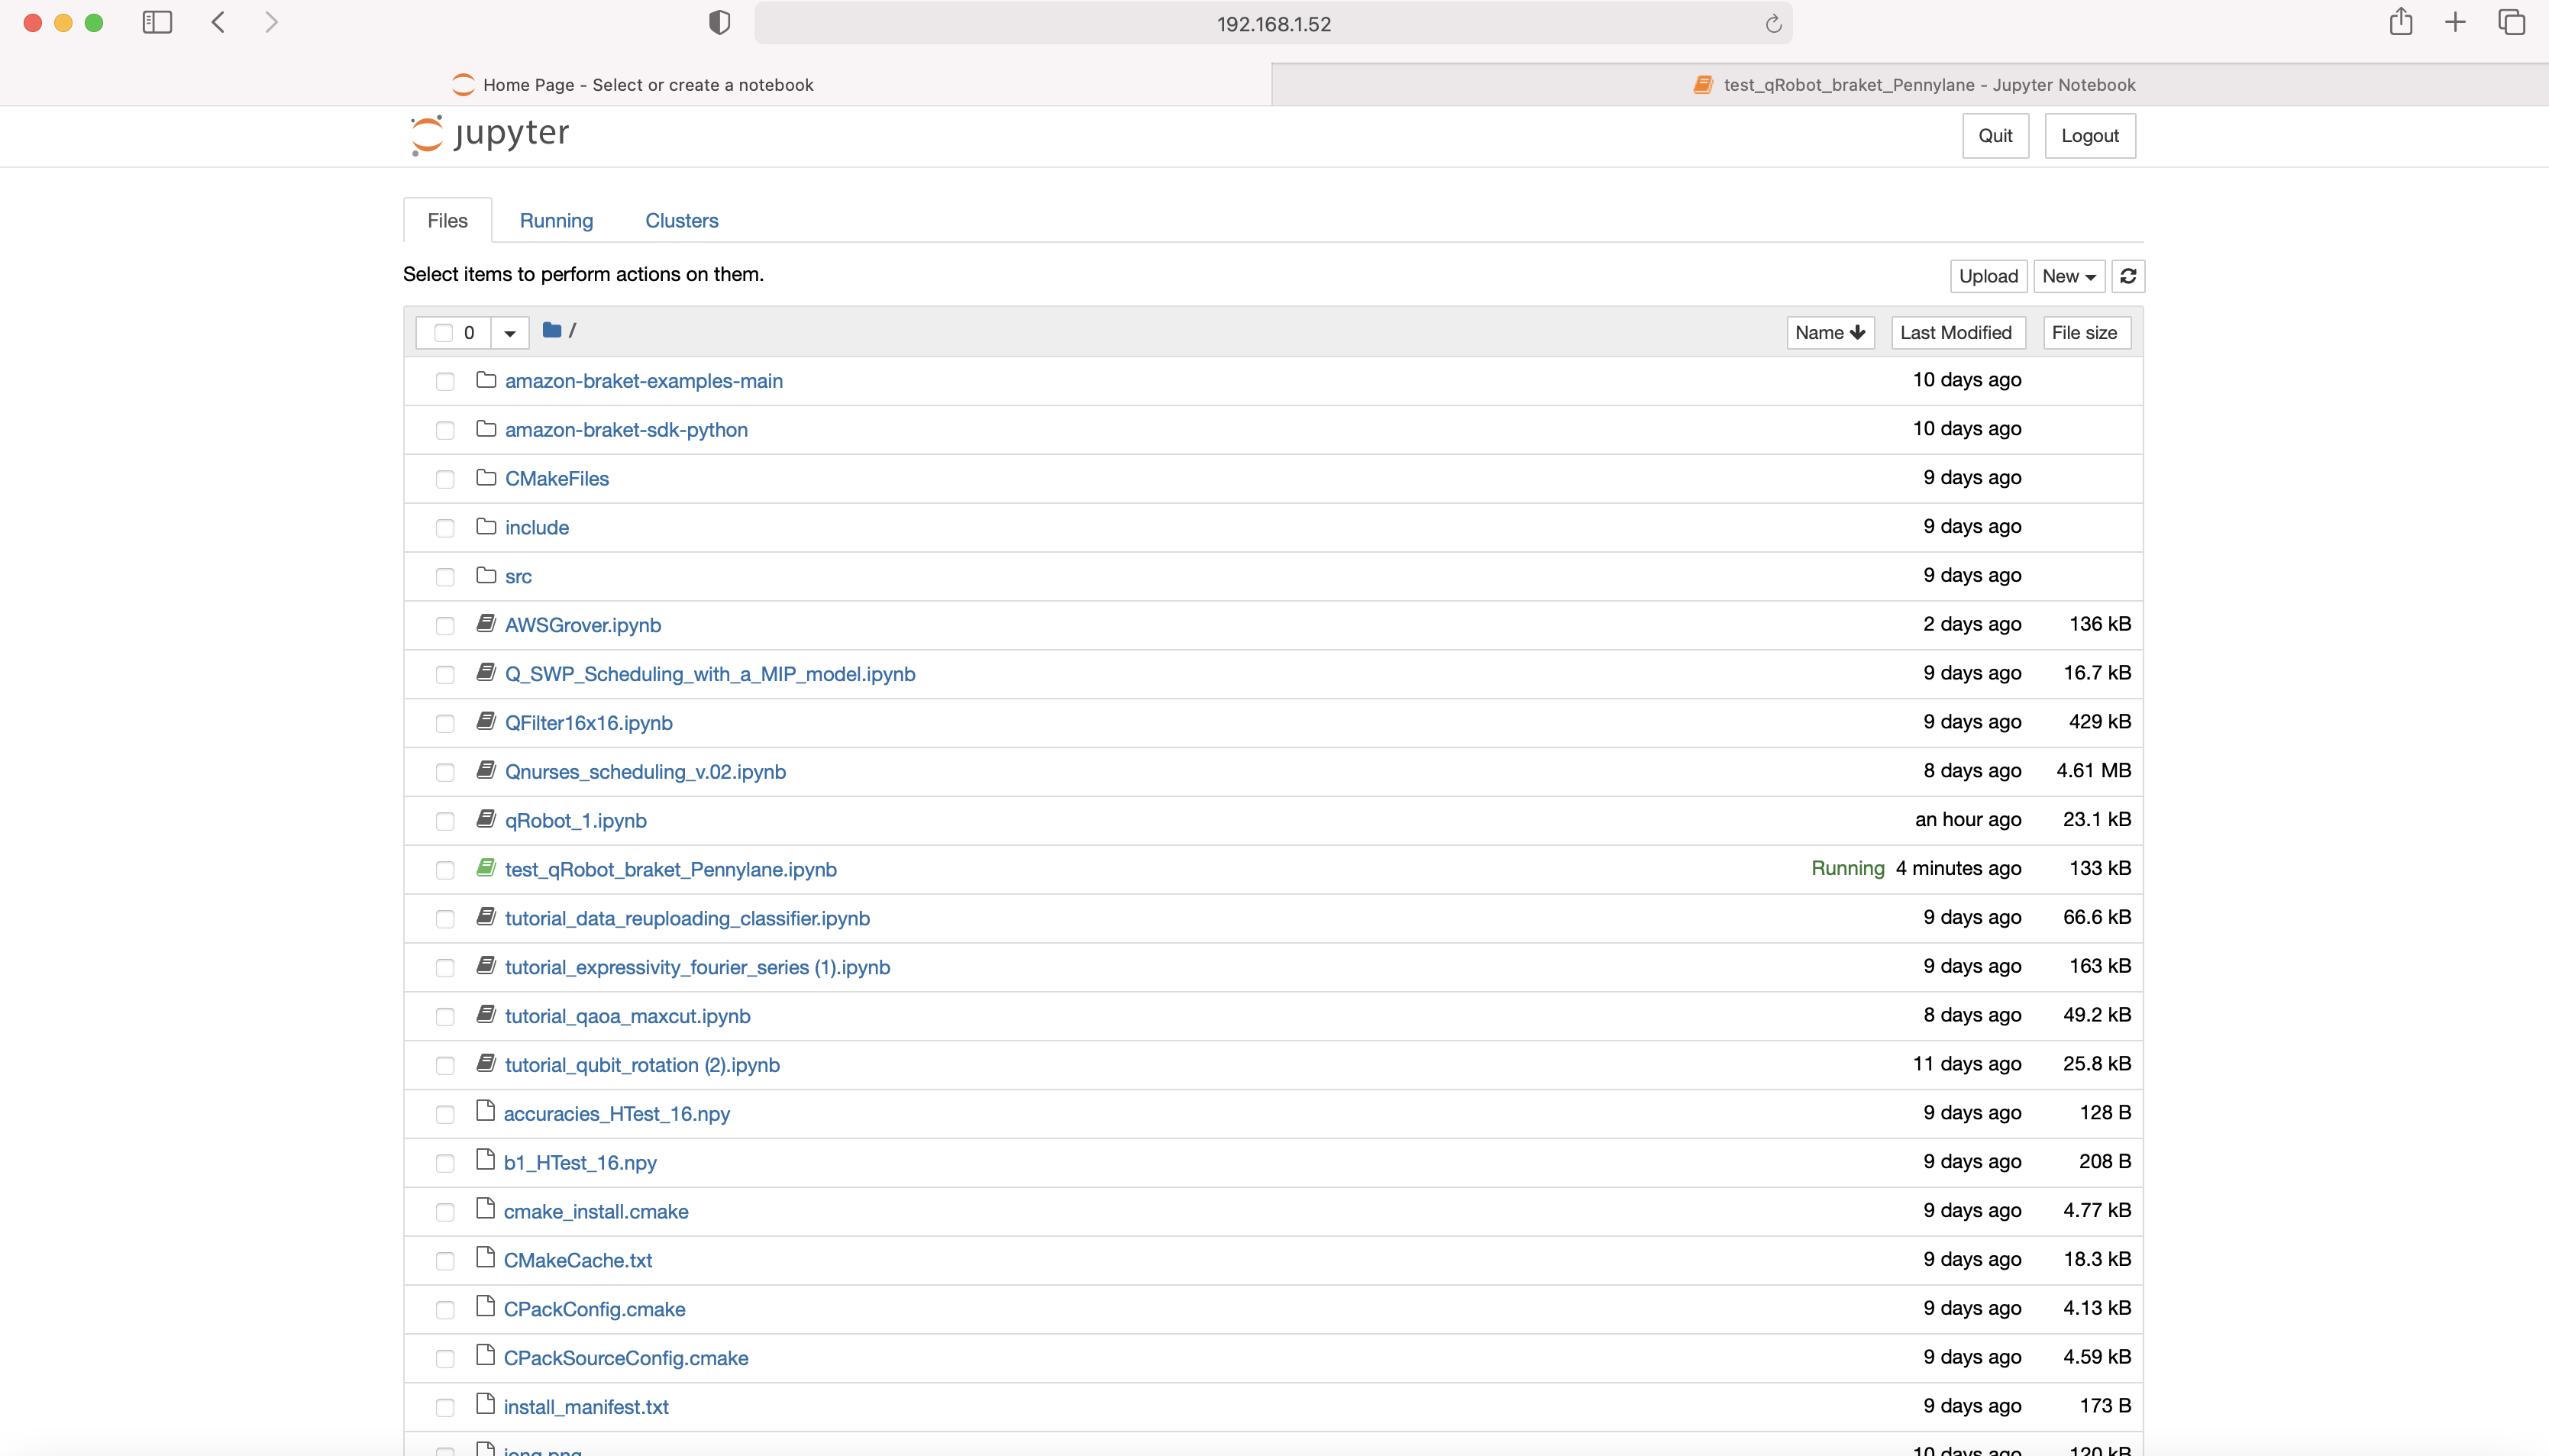 192.168.1.52
Home Page - Select or create a notebook
test_qRobot_braket_Pennylane - Jupyter Notebook
jupyter
Quit
Logout
Files
Running
Clusters
Select items to perform actions on them.
Upload
New
0
/
Name
Last Modified
File size
amazon-braket-examples-main 10 days ago
amazon-braket-sdk-python 10 days ago
CMakeFiles 9 days ago
include 9 days ago
src 9 days ago
AWSGrover.ipynb 2 days ago 136 kB
Q_SWP_Scheduling_with_a_MIP_model.ipynb 9 days ago 16.7 kB
QFilter16x16.ipynb 9 days ago 429 kB
Qnurses_scheduling_v.02.ipynb 8 days ago 4.61 MB
qRobot_1.ipynb an hour ago 23.1 kB
test_qRobot_braket_Pennylane.ipynb Running 4 minutes ago 133 kB
tutorial_data_reuploading_classifier.ipynb 9 days ago 66.6 kB
tutorial_expressivity_fourier_series (1).ipynb 9 days ago 163 kB
tutorial_qaoa_maxcut.ipynb 8 days ago 49.2 kB
tutorial_qubit_rotation (2).ipynb 11 days ago 25.8 kB
accuracies_HTest_16.npy 9 days ago 128 B
b1_HTest_16.npy 9 days ago 208 B
cmake_install.cmake 9 days ago 4.77 kB
CMakeCache.txt 9 days ago 18.3 kB
CPackConfig.cmake 9 days ago 4.13 kB
CPackSourceConfig.cmake 9 days ago 4.59 kB
install_manifest.txt 9 days ago 173 B
10 days ago 120 kB